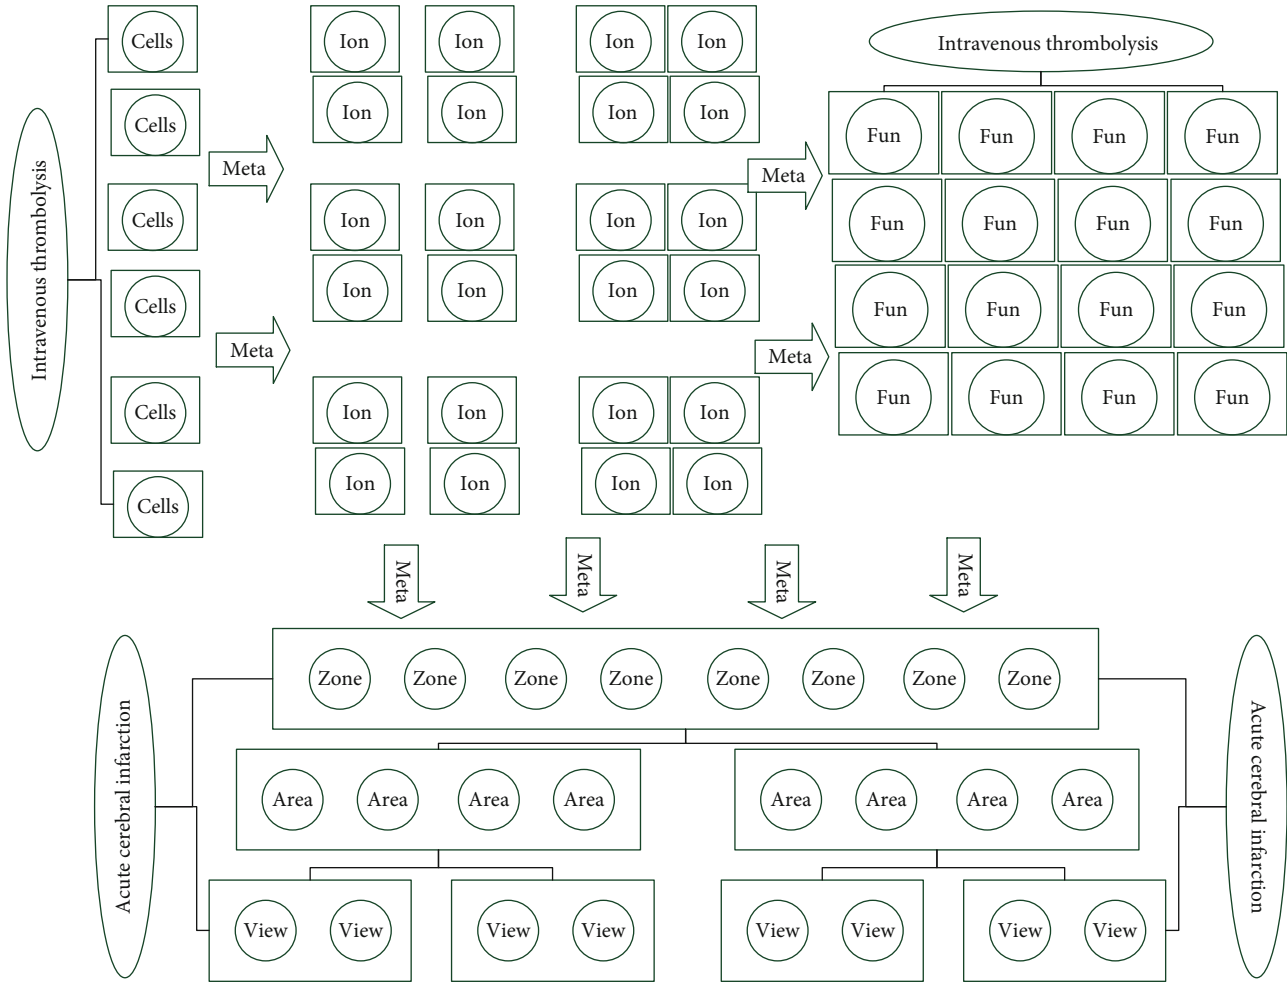 Intravenous thrombolysis
Cells
Cells
Cells
Cells
Cells
Cells
Meta
Meta
Ion Ion Ion Ion
Ion Ion Ion Ion
Ion Ion Ion Ion
Ion Ion Ion Ion
Ion Ion Ion Ion
Ion Ion Ion Ion
Meta
Meta
Intravenous thrombolysis
Fun Fun Fun Fun
Fun Fun Fun Fun
Fun Fun Fun Fun
Fun Fun Fun Fun
Meta Meta Meta Meta
Acute cerebral infarction
Zone Zone Zone Zone Zone Zone Zone Zone
Area Area Area Area Area Area Area Area
View View View View View View View View
Acute cerebral infarction